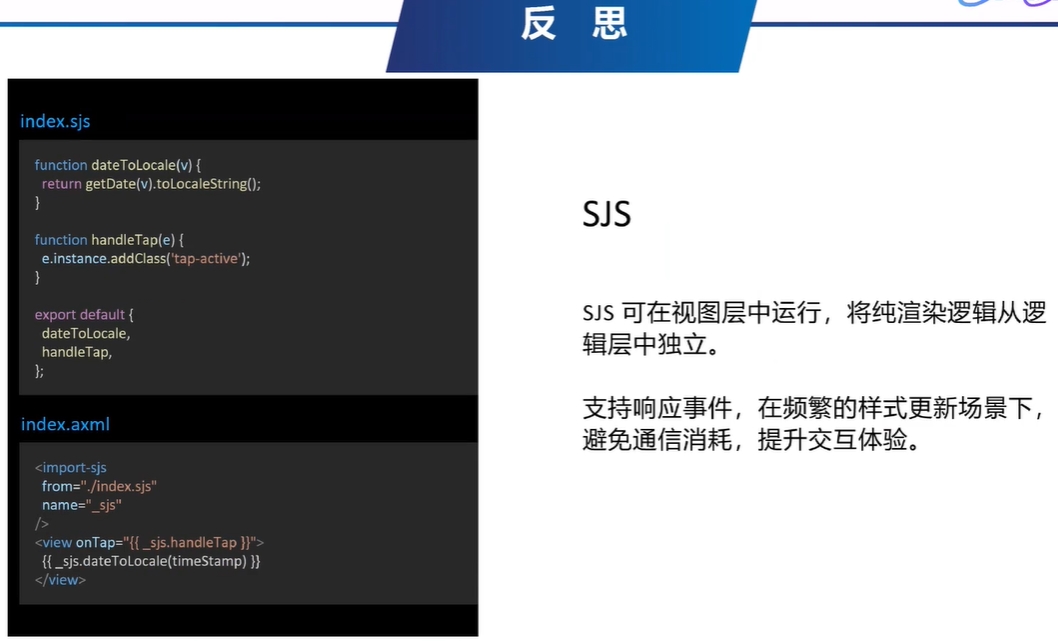 反 思
index.sjs
function dateToLocale(v) {
return getDate(v).toLocaleString();
}
function handleTap(e) {
e.instance.addClass('tap-active');
}
export default {
dateToLocale,
handleTap,
};
index.axml
<import-sjs
from="./index.sjs"
name="_sjs"
/>
<view onTap="{{ _sjs.handleTap }}">
{{ _sjs.dateToLocale(timeStamp) }}
</view>
SJS
SJS 可在视图层中运行，将纯渲染逻辑从逻
辑层中独立。
支持响应事件，在频繁的样式更新场景下，
避免通信消耗，提升交互体验。